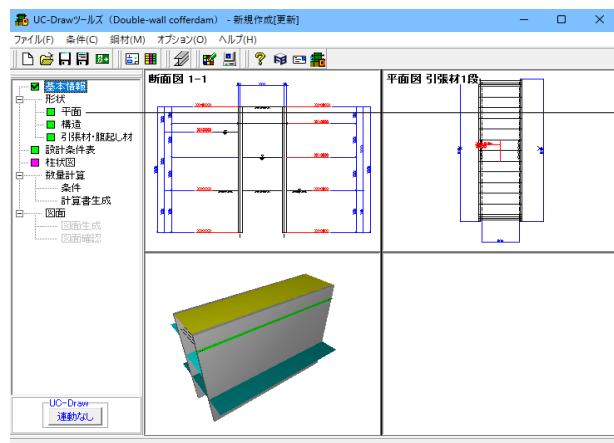 UC-Drawツールズ（Double-wall cofferdam） - 新規作成[更新]
ファイル(F) 条件(C) 鋼材(M) オプション(O) ヘルプ(H)
基本情報
形状
平面
構造
引張材・腹起し材
設計条件表
柱状図
数量計算
条件
計算書生成
図面
図面生成
図面確認
UC-Draw
連動なし
断面図 1-1
平面図 引張材1段